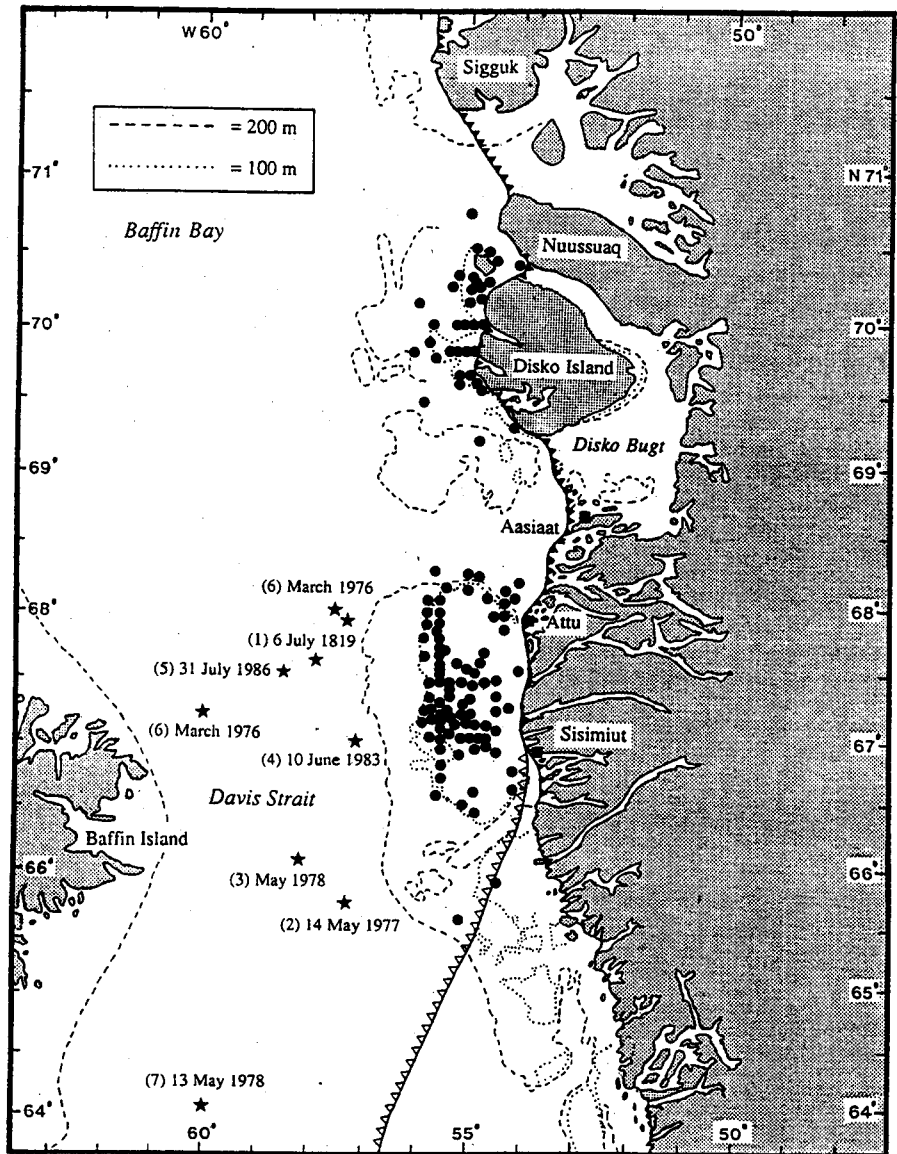 W 60°
50°
Sigguk
= 200 m
= 100 m
71°
N 71°
Baffin Bay
Nuussuaq
70°
70°
Disko Island
Disko Bugt
69°
69°
Aasiaat
(6) March 1976
68°
68°
Attu
(1) 6 July 1819
(5) 31 July 1986
(6) March 1976
Sisimiut
67°
67°
(4) 10 June 1983
Davis Strait
Baffin Island
66°
66°
(3) May 1978
(2) 14 May 1977
65°
65°
(7) 13 May 1978
64°
64°
60°
55°
50°